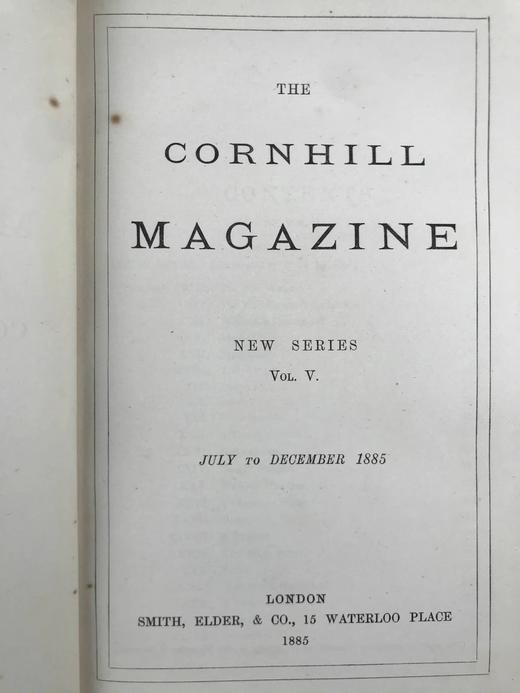 THE
CORNHILL
MAGAZINE
NEW SERIES
VOL. V.
JULY TO DECEMBER 1885
LONDON
SMITH, ELDER, & CO., 15 WATERLOO PLACE
1885